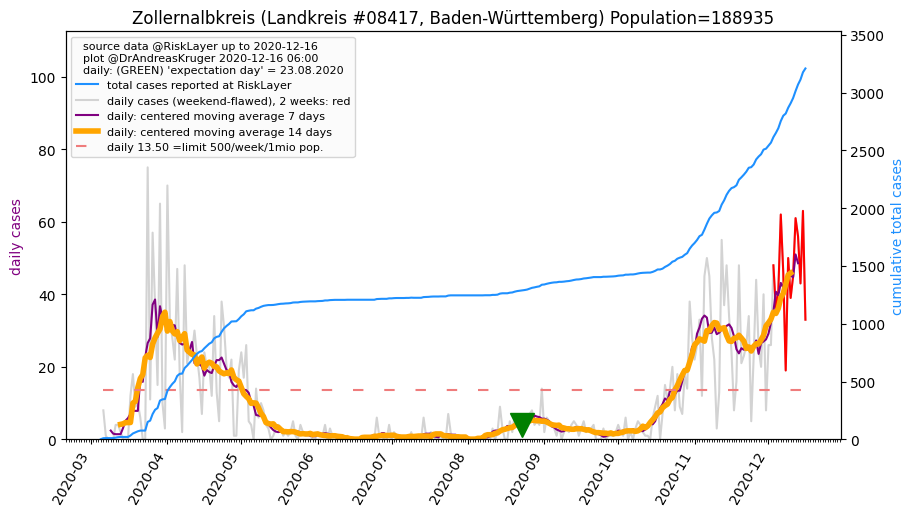 Zollernalbkreis (Landkreis #08417, Baden-Württemberg) Population=188935
source data @RiskLayer up to 2020-12-16
plot @DrAndreasKruger 2020-12-16 06:00
daily: (GREEN) 'expectation day' = 23.08.2020
total cases reported at RiskLayer
daily cases (weekend-flawed), 2 weeks: red
daily: centered moving average 7 days
daily: centered moving average 14 days
daily 13.50 =limit 500/week/1mio pop.
daily cases
100
80
60
40
20
0
3500
3000
2500
2000
1500
1000
500
0
cumulative total cases
2020-03
2020-04
2020-05
2020-06
2020-07
2020-08
2020-09
2020-10
2020-11
2020-12